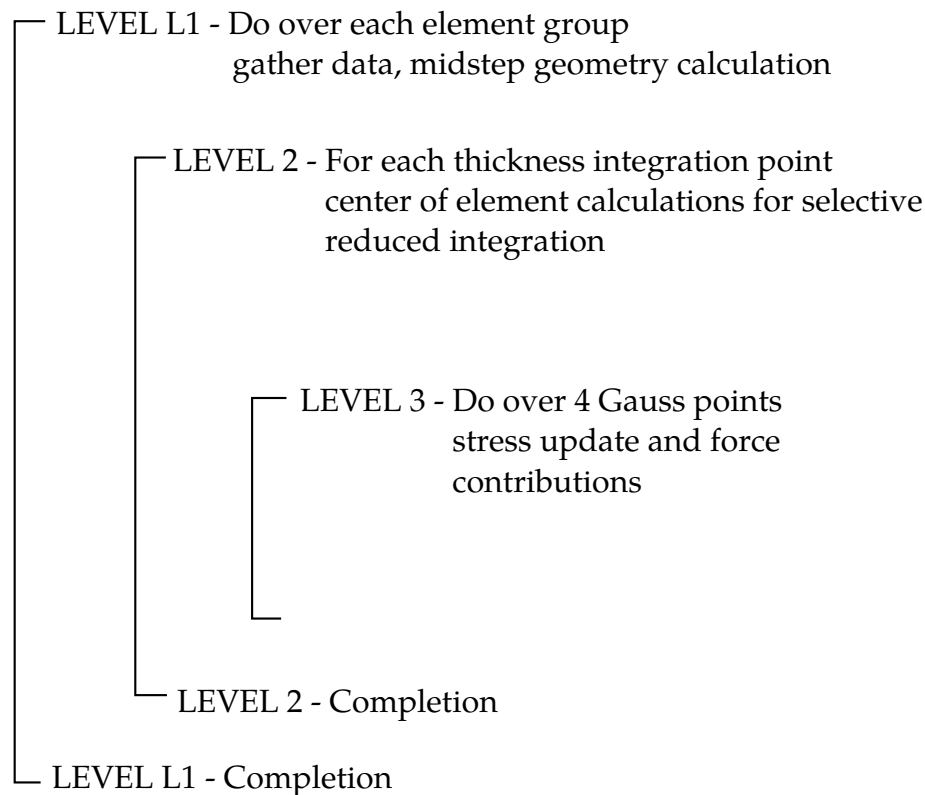 LEVEL L1 - Do over each element group
gather data, midstep geometry calculation
LEVEL 2 - For each thickness integration point
center of element calculations for selective
reduced integration
LEVEL 3 - Do over 4 Gauss points
stress update and force
contributions
LEVEL 2 - Completion
LEVEL L1 - Completion